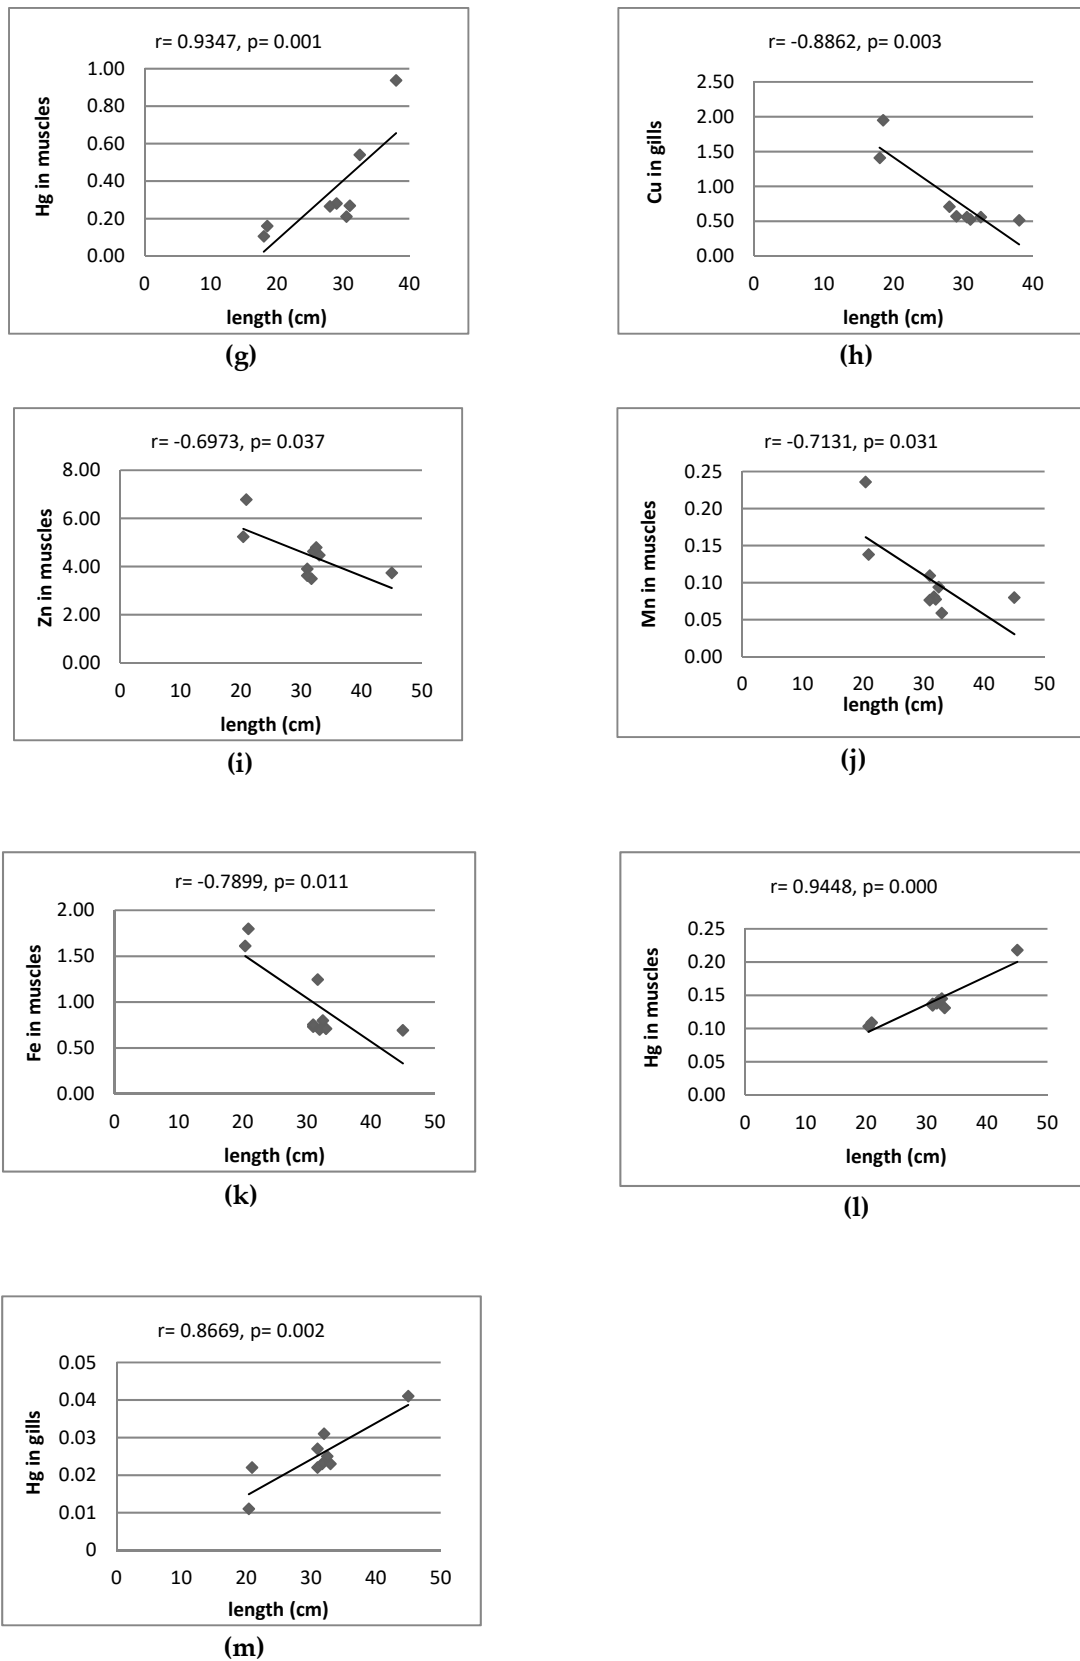 r= 0.9347, p= 0.001
1.00
0.80
0.60
0.40
0.20
0.00
Hg in muscles
0 10 20 30 40
length (cm)
(g)
r= -0.8862, p= 0.003
2.50
2.00
1.50
1.00
0.50
0.00
Cu in gills
0 10 20 30 40
length (cm)
(h)
r= -0.6973, p= 0.037
8.00
6.00
4.00
2.00
0.00
Zn in muscles
0 10 20 30 40 50
length (cm)
(i)
r= -0.7131, p= 0.031
0.25
0.20
0.15
0.10
0.05
0.00
Mn in muscles
0 10 20 30 40 50
length (cm)
(j)
r= -0.7899, p= 0.011
2.00
1.50
1.00
0.50
0.00
Fe in muscles
0 10 20 30 40 50
length (cm)
(k)
r= 0.9448, p= 0.000
0.25
0.20
0.15
0.10
0.05
0.00
Hg in muscles
0 10 20 30 40 50
length (cm)
(l)
r= 0.8669, p= 0.002
0.05
0.04
0.03
0.02
0.01
0
Hg in gills
0 10 20 30 40 50
length (cm)
(m)